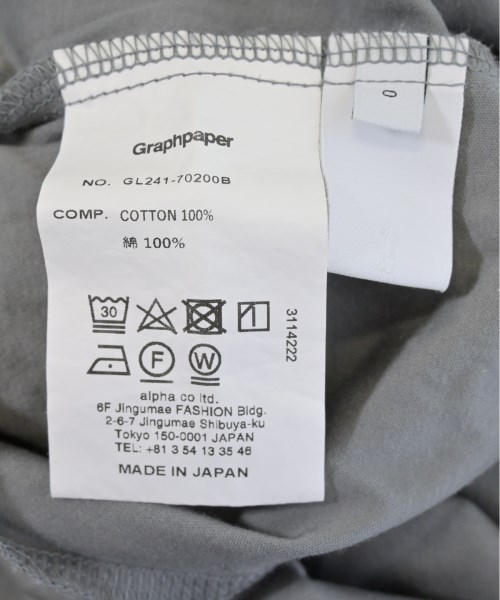 Graphpaper
NO. GL241-70200B
COMP. COTTON 100%
綿 100%
30
3114222
F W
alpha co ltd.
6F Jingumae FASHION Bldg.
2-6-7 Jingumae Shibuya-ku
Tokyo 150-0001 JAPAN
TEL: +81 3 54 13 35 46
MADE IN JAPAN
0